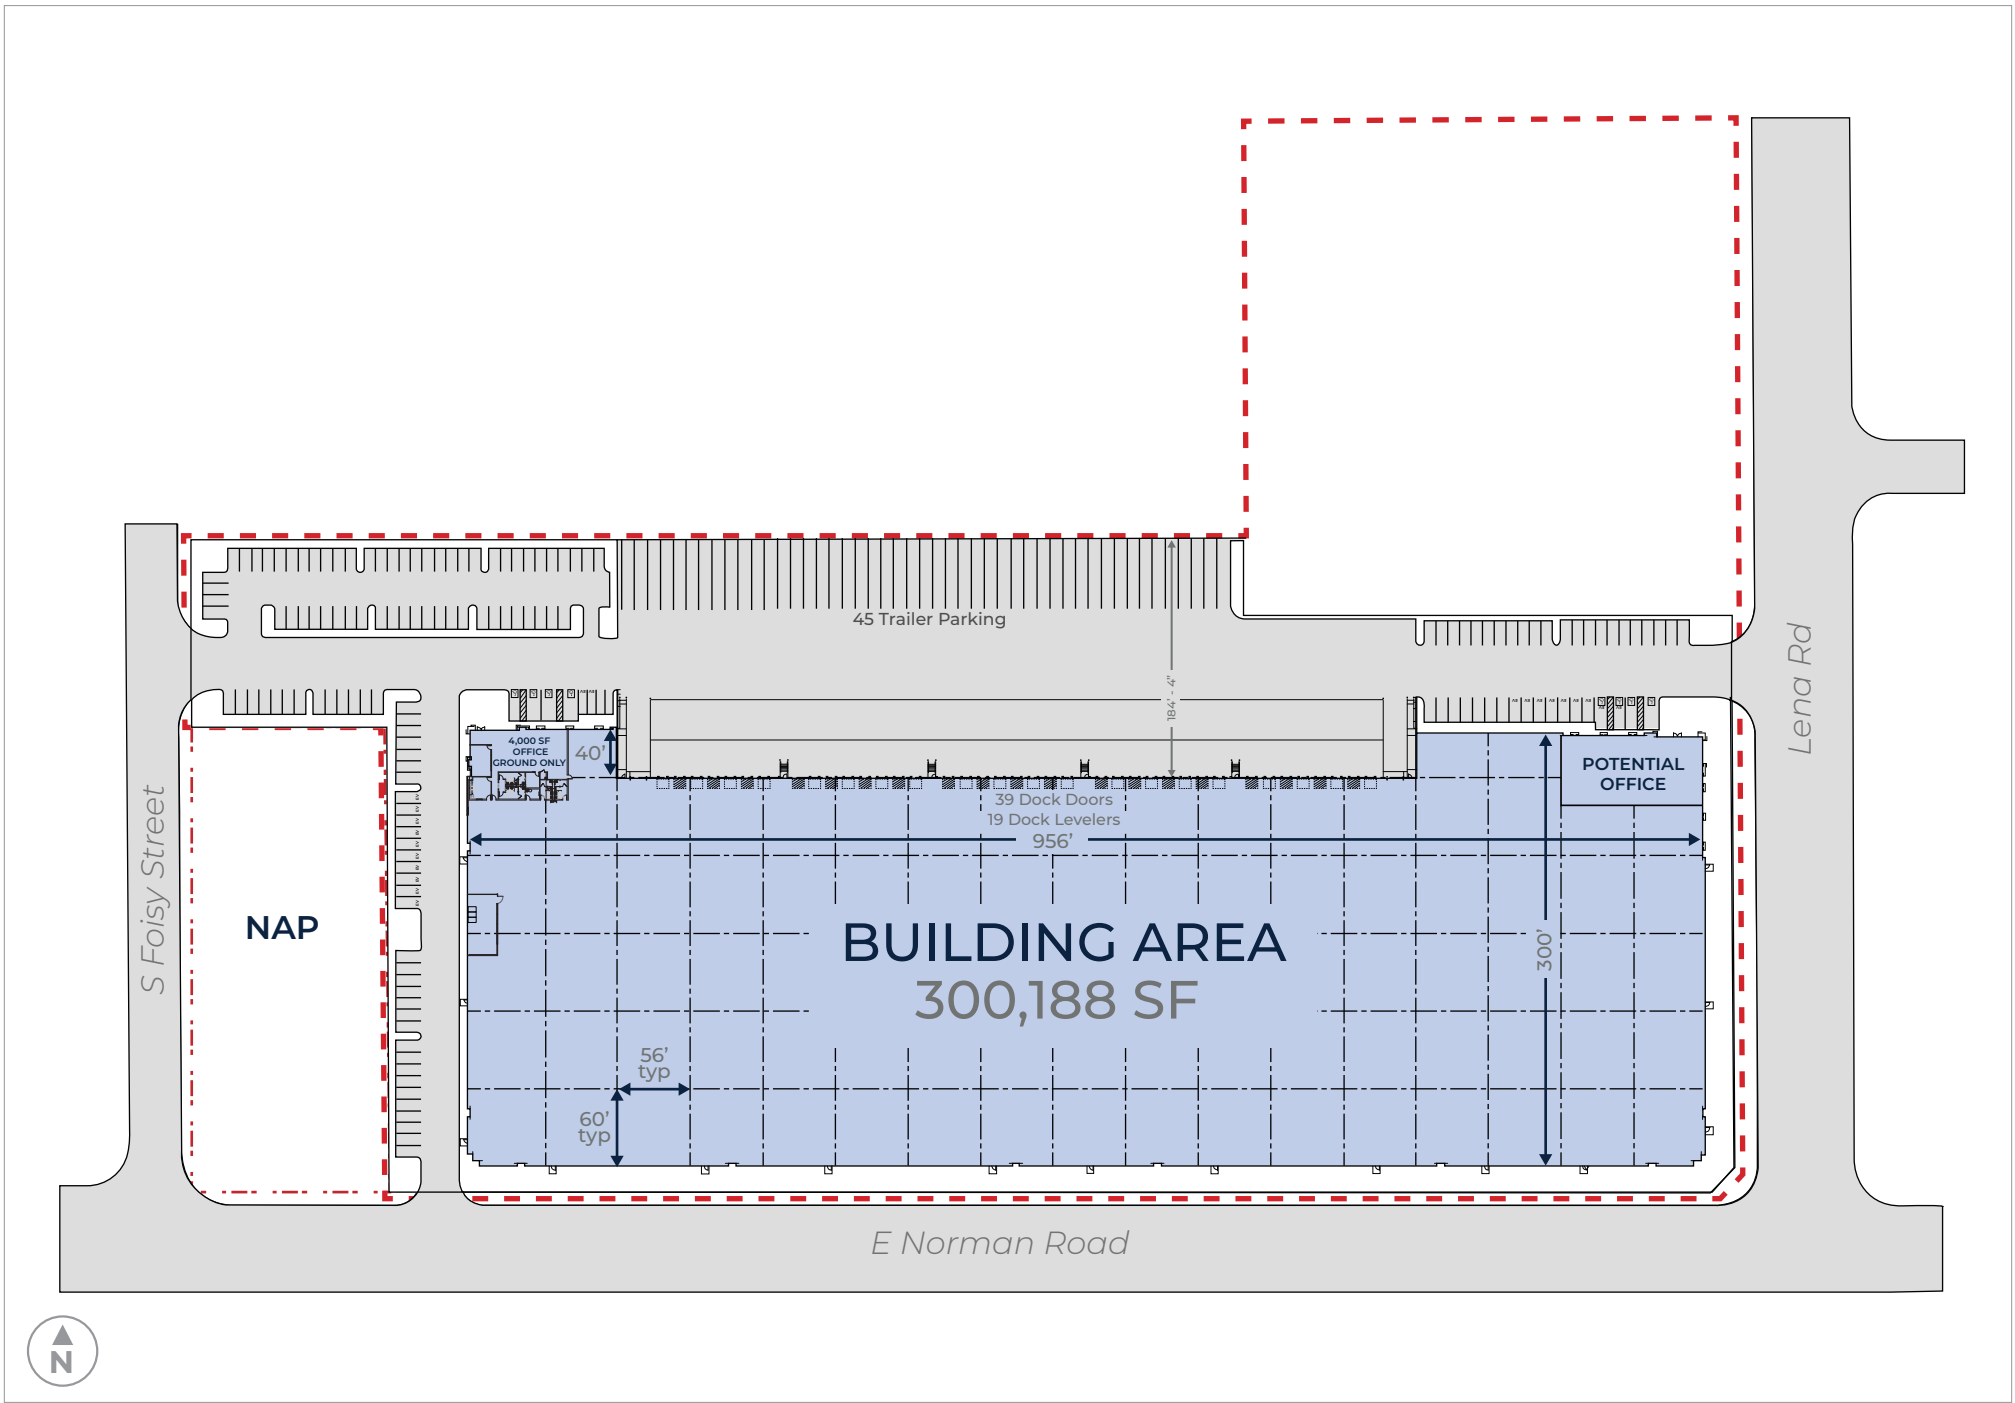 45 Trailer Parking
184' - 4"
4,000 SF
OFFICE
GROUND ONLY
40'
POTENTIAL
OFFICE
39 Dock Doors
19 Dock Levelers
956'
S Foisy Street
Lena Rd
NAP
BUILDING AREA
300,188 SF
300'
56'
typ
60'
typ
E Norman Road
N